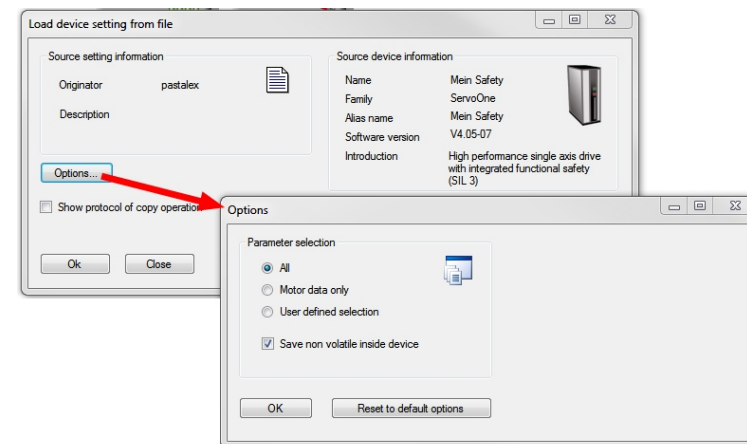 Load device setting from file
Source setting information
Originator pastalex
Description
Source device information
Name Mein Safety
Family ServoOne
Alias name Mein Safety
Software version V4.05-07
Introduction High performance single axis drive
with integrated functional safety
(SIL 3)
Options...
Show protocol of copy operation
Ok Close
Options
Parameter selection
All
Motor data only
User defined selection
Save non volatile inside device
OK Reset to default options